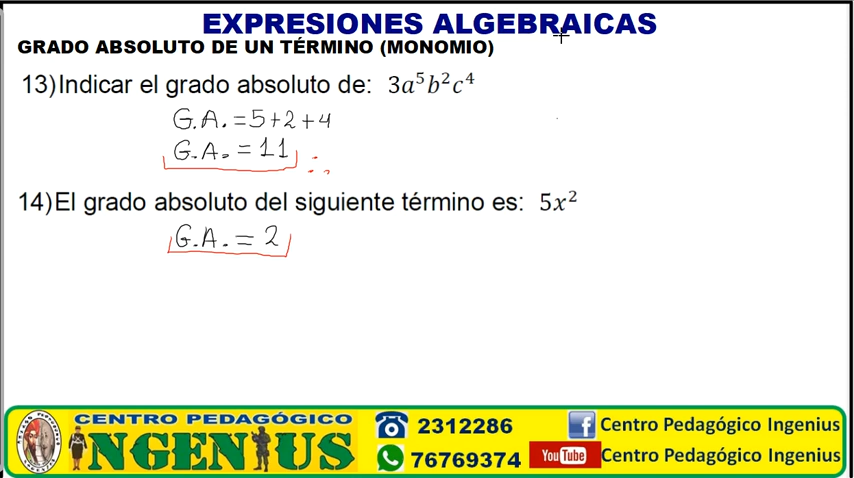 EXPRESIONES ALGEBRAICAS
GRADO ABSOLUTO DE UN TÉRMINO (MONOMIO)
13)Indicar el grado absoluto de: 3a⁵b²c⁴
G.A. = 5+2+4
G.A. = 11 ∴
14)El grado absoluto del siguiente término es: 5x²
G.A. = 2
CENTRO PEDAGÓGICO
INGENIUS
2312286
76769374
Centro Pedagógico Ingenius
YouTube Centro Pedagógico Ingenius